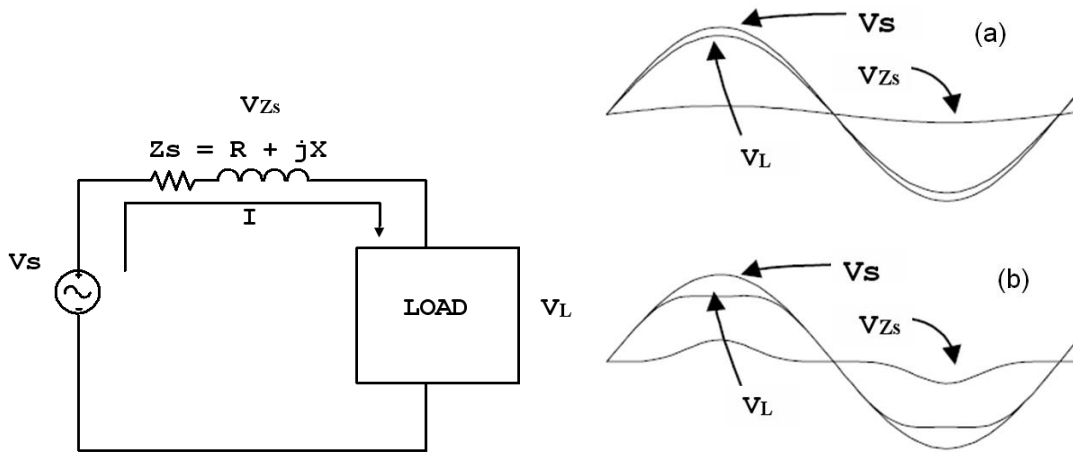 VZs
Zs = R + jX
I
Vs
LOAD
VL
Vs
(a)
VZs
VL
Vs
(b)
VZs
VL